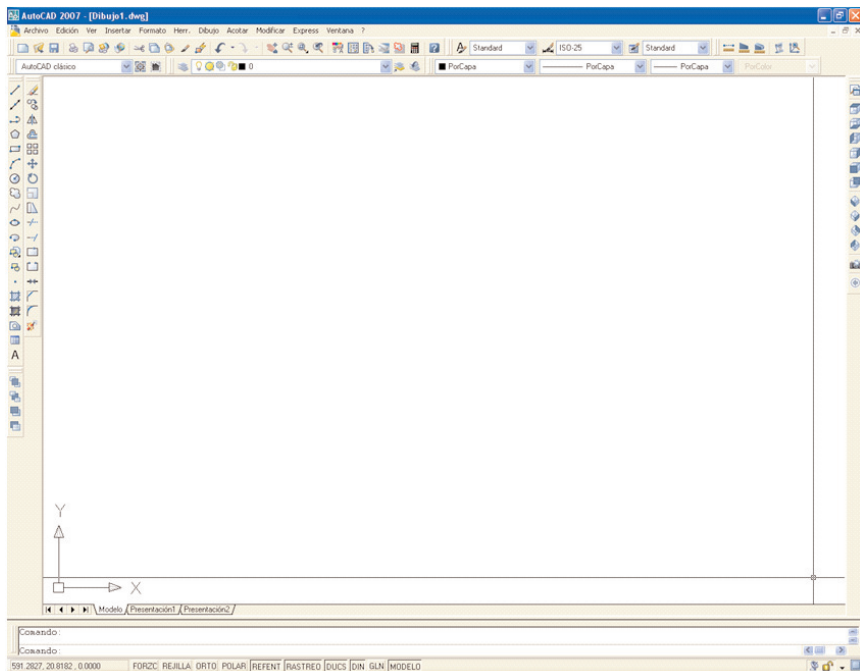 AutoCAD 2007 - [Dibujo1.dwg]
Archivo Edición Ver Insertar Formato Herr. Dibujo Acotar Modificar Express Ventana ?
Standard ISO-25 Standard
AutoCAD clásico 0 PorCapa PorCapa PorCapa PorColor
A
Y
X
Modelo Presentación1 Presentación2
Comando:
Comando:
591.2827, 20.8182 , 0.0000 FORZC REJILLA ORTO POLAR REFENT RASTREO DUCS DIN GLN MODELO